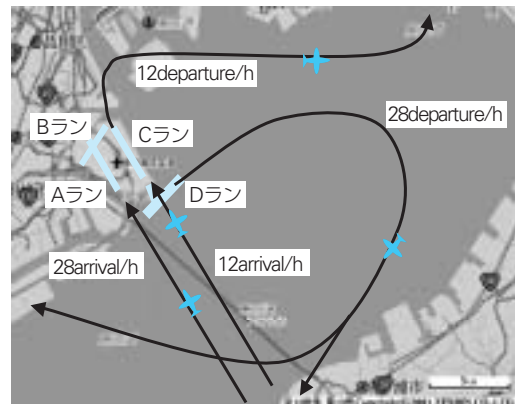 12departure/h
28departure/h
Bラン
Cラン
Aラン
Dラン
28arrival/h
12arrival/h